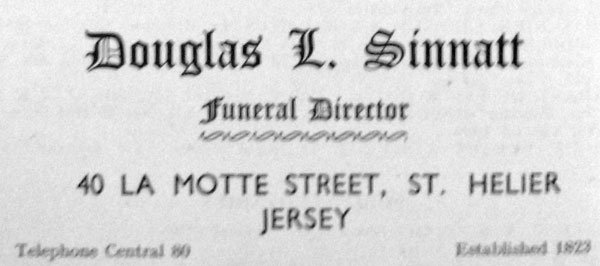 Douglas L. Sinnatt
Funeral Director
40 LA MOTTE STREET, ST. HELIER
JERSEY
Telephone Central 80
Established 1823